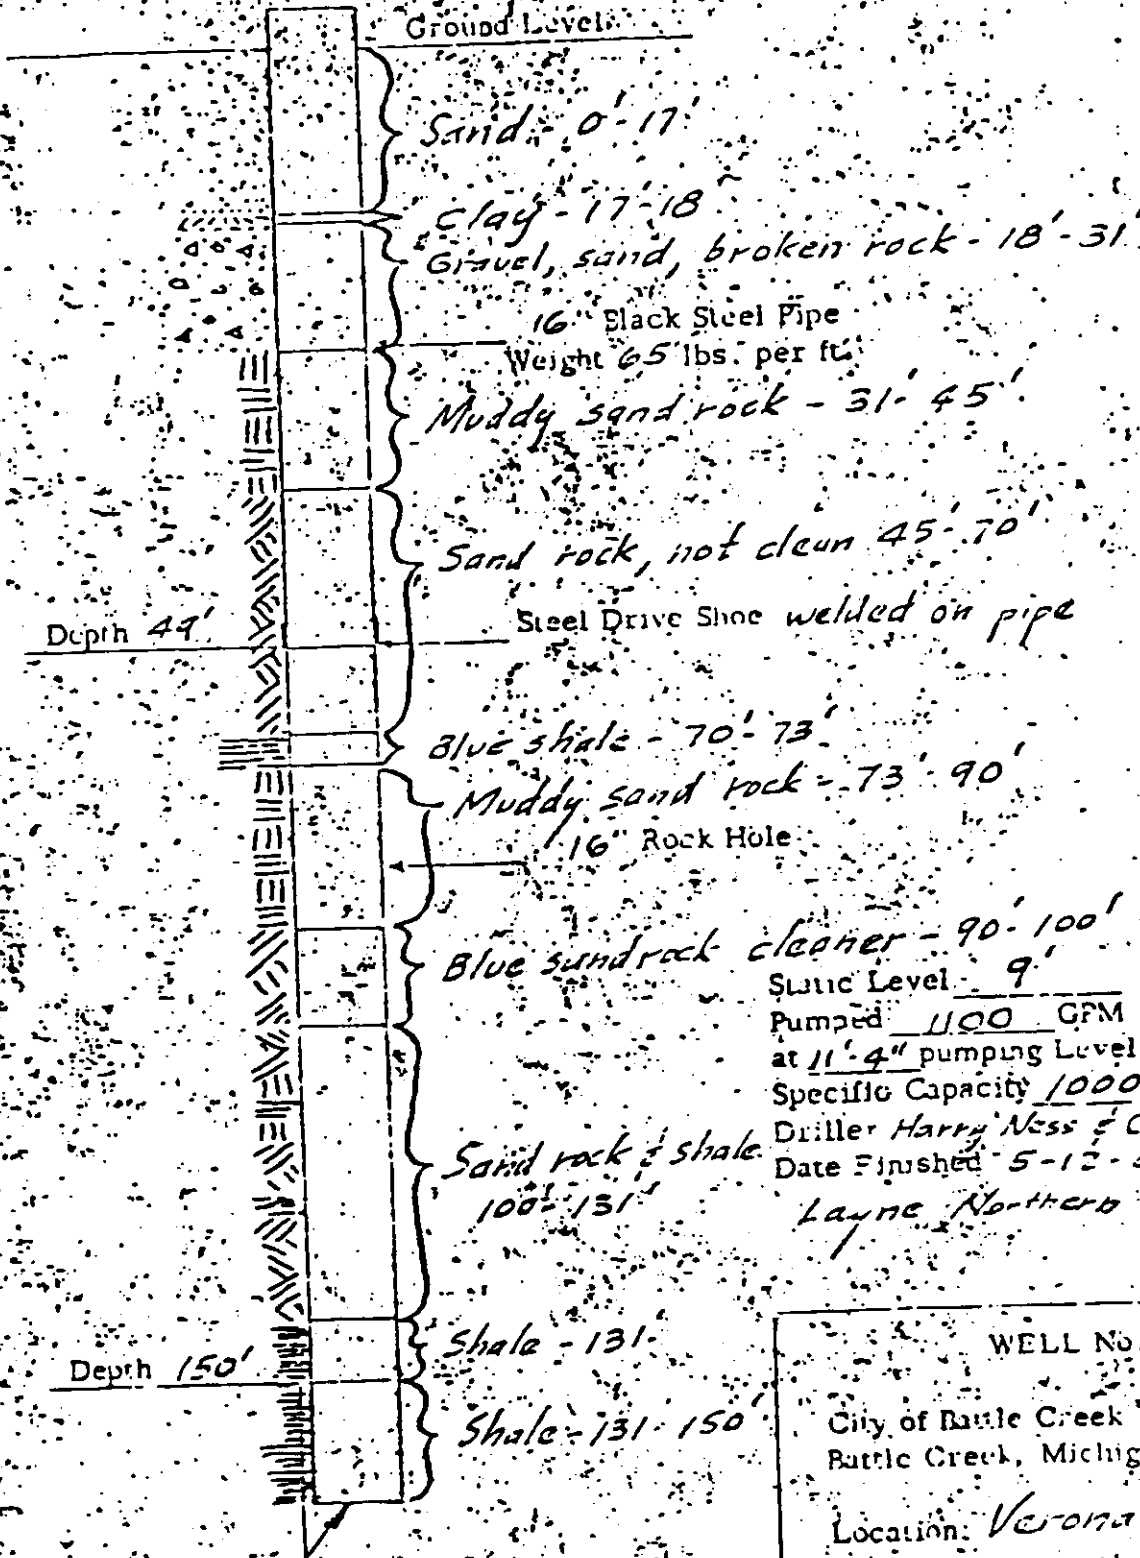 Ground Level
Sand - 0'-17'
Clay - 17'-18
Gravel, sand, broken rock - 18'-31'
16" Black Steel Pipe
Weight 65 lbs. per ft.
Muddy sand rock - 31'-45'
Sand rock, not clean 45'-70'
Depth 49'
Steel Drive Shoe welded on pipe
Blue shale - 70'-73'
Muddy sand rock - 73'-90'
16" Rock Hole
Blue sandrock cleaner - 90'-100'
Static Level 9'
Pumped 1100 GPM
at 11'-4" pumping Level
Specific Capacity 1000
Driller Harry Ness & C
Date Finished 5-12-
Layne Northern
Sand rock & shale
100'-131'
Shale - 131-
Depth 150'
Shale - 131-150'
WELL No.
City of Battle Creek
Battle Creek, Michig
Location: Verona